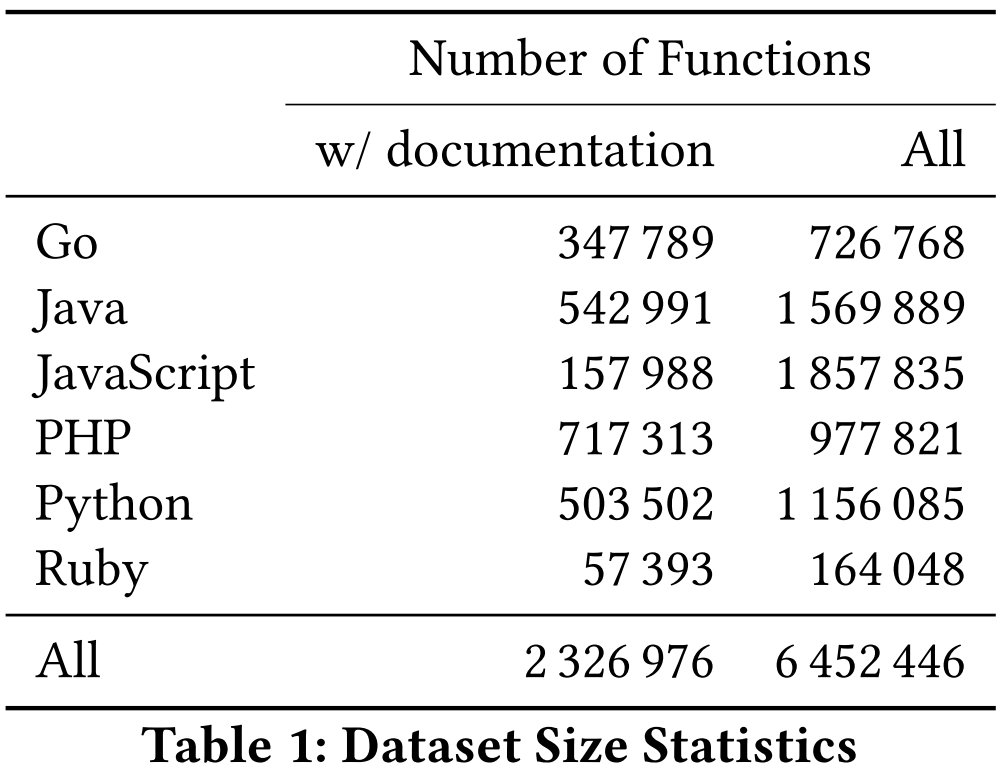 Number of Functions
w/ documentation All
Go 347 789 726 768
Java 542 991 1 569 889
JavaScript 157 988 1 857 835
PHP 717 313 977 821
Python 503 502 1 156 085
Ruby 57 393 164 048
All 2 326 976 6 452 446
Table 1: Dataset Size Statistics